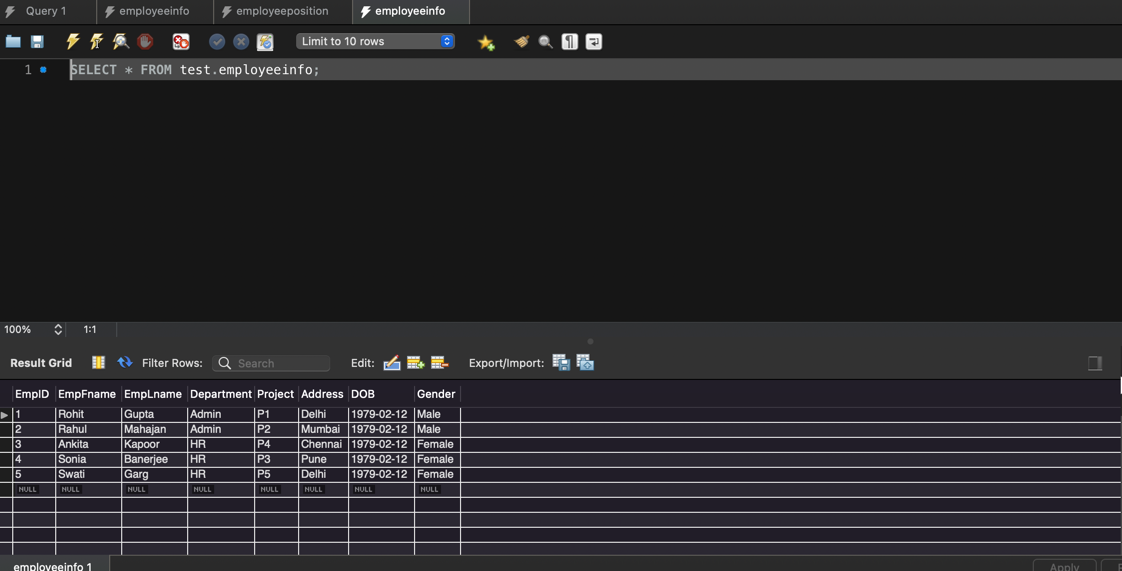 Query 1 employeeinfo employeeposition employeeinfo
Limit to 10 rows
1 SELECT * FROM test.employeeinfo;
100% 1:1
Result Grid Filter Rows: Search Edit: Export/Import:
EmpID EmpFname EmpLname Department Project Address DOB Gender
1 Rohit Gupta Admin P1 Delhi 1979-02-12 Male
2 Rahul Mahajan Admin P2 Mumbai 1979-02-12 Male
3 Ankita Kapoor HR P4 Chennai 1979-02-12 Female
4 Sonia Banerjee HR P3 Pune 1979-02-12 Female
5 Swati Garg HR P5 Delhi 1979-02-12 Female
NULL NULL NULL NULL NULL NULL NULL NULL
employeeinfo 1 Apply